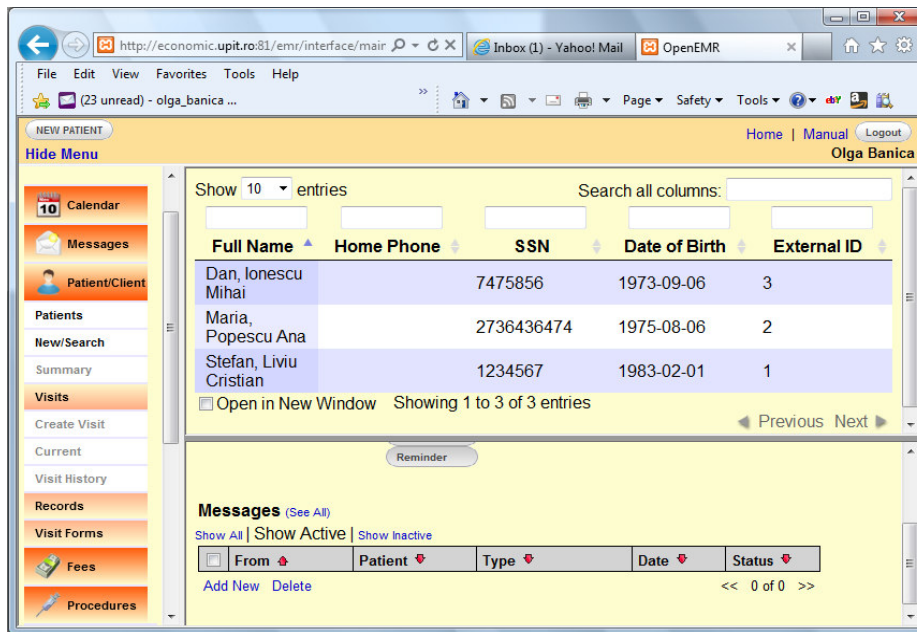 http://economic.upit.ro:81/emr/interface/mair
Inbox (1) - Yahoo! Mail
OpenEMR
File Edit View Favorites Tools Help
(23 unread) - olga_banica ...
Page Safety Tools
NEW PATIENT
Home | Manual Logout
Hide Menu
Olga Banica
10 Calendar
Messages
Patient/Client
Patients
New/Search
Summary
Visits
Create Visit
Current
Visit History
Records
Visit Forms
Fees
Procedures
Show 10 entries
Search all columns:
Full Name Home Phone SSN Date of Birth External ID
Dan, Ionescu
Mihai 7475856 1973-09-06 3
Maria,
Popescu Ana 2736436474 1975-08-06 2
Stefan, Liviu
Cristian 1234567 1983-02-01 1
Open in New Window Showing 1 to 3 of 3 entries
Previous Next
Reminder
Messages (See All)
Show All | Show Active | Show Inactive
From Patient Type Date Status
Add New Delete << 0 of 0 >>